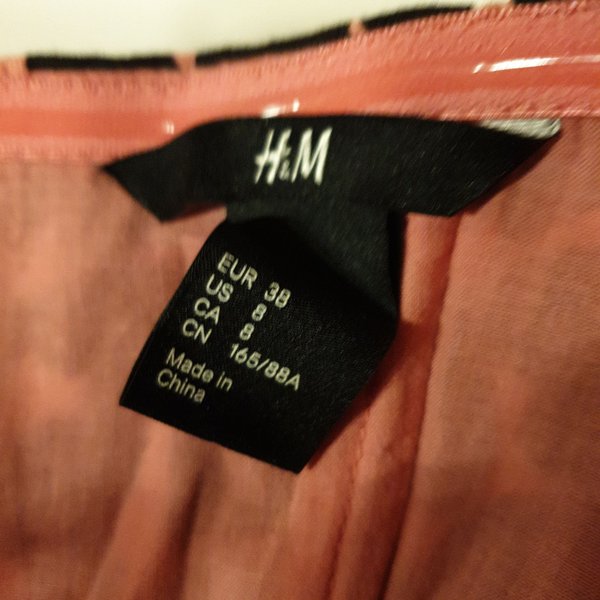 H&M
EUR 38
US 8
CA 8
CN 165/88A
Made in
China